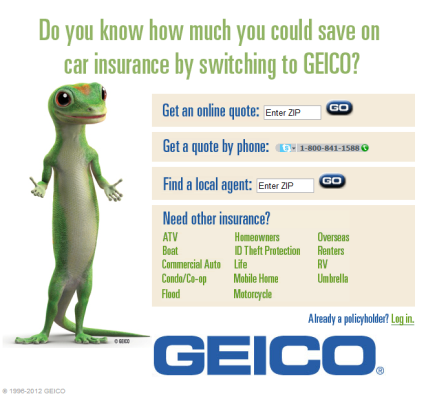 Do you know how much you could save on
car insurance by switching to GEICO?
Get an online quote: Enter ZIP GO
Get a quote by phone: 1-800-841-1588
Find a local agent: Enter ZIP GO
Need other insurance?
ATV Homeowners Overseas
Boat ID Theft Protection Renters
Commercial Auto Life RV
Condo/Co-op Mobile Home Umbrella
Flood Motorcycle
Already a policyholder? Log in.
© GEICO
GEICO®
© 1996-2012 GEICO